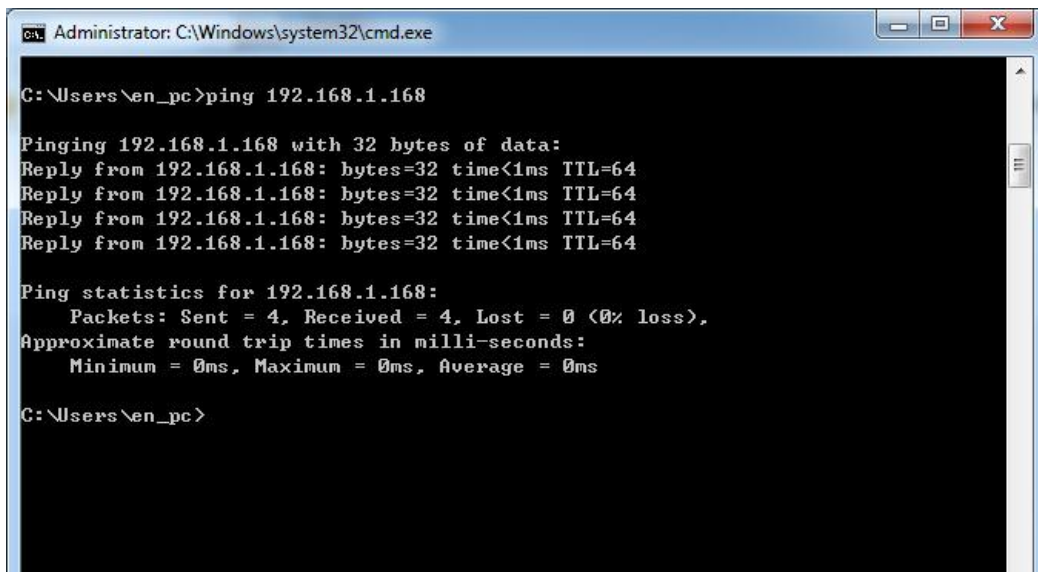 Administrator: C:\Windows\system32\cmd.exe
C:\Users\en_pc>ping 192.168.1.168
Pinging 192.168.1.168 with 32 bytes of data:
Reply from 192.168.1.168: bytes=32 time<1ms TTL=64
Reply from 192.168.1.168: bytes=32 time<1ms TTL=64
Reply from 192.168.1.168: bytes=32 time<1ms TTL=64
Reply from 192.168.1.168: bytes=32 time<1ms TTL=64
Ping statistics for 192.168.1.168:
    Packets: Sent = 4, Received = 4, Lost = 0 (0% loss),
Approximate round trip times in milli-seconds:
    Minimum = 0ms, Maximum = 0ms, Average = 0ms
C:\Users\en_pc>